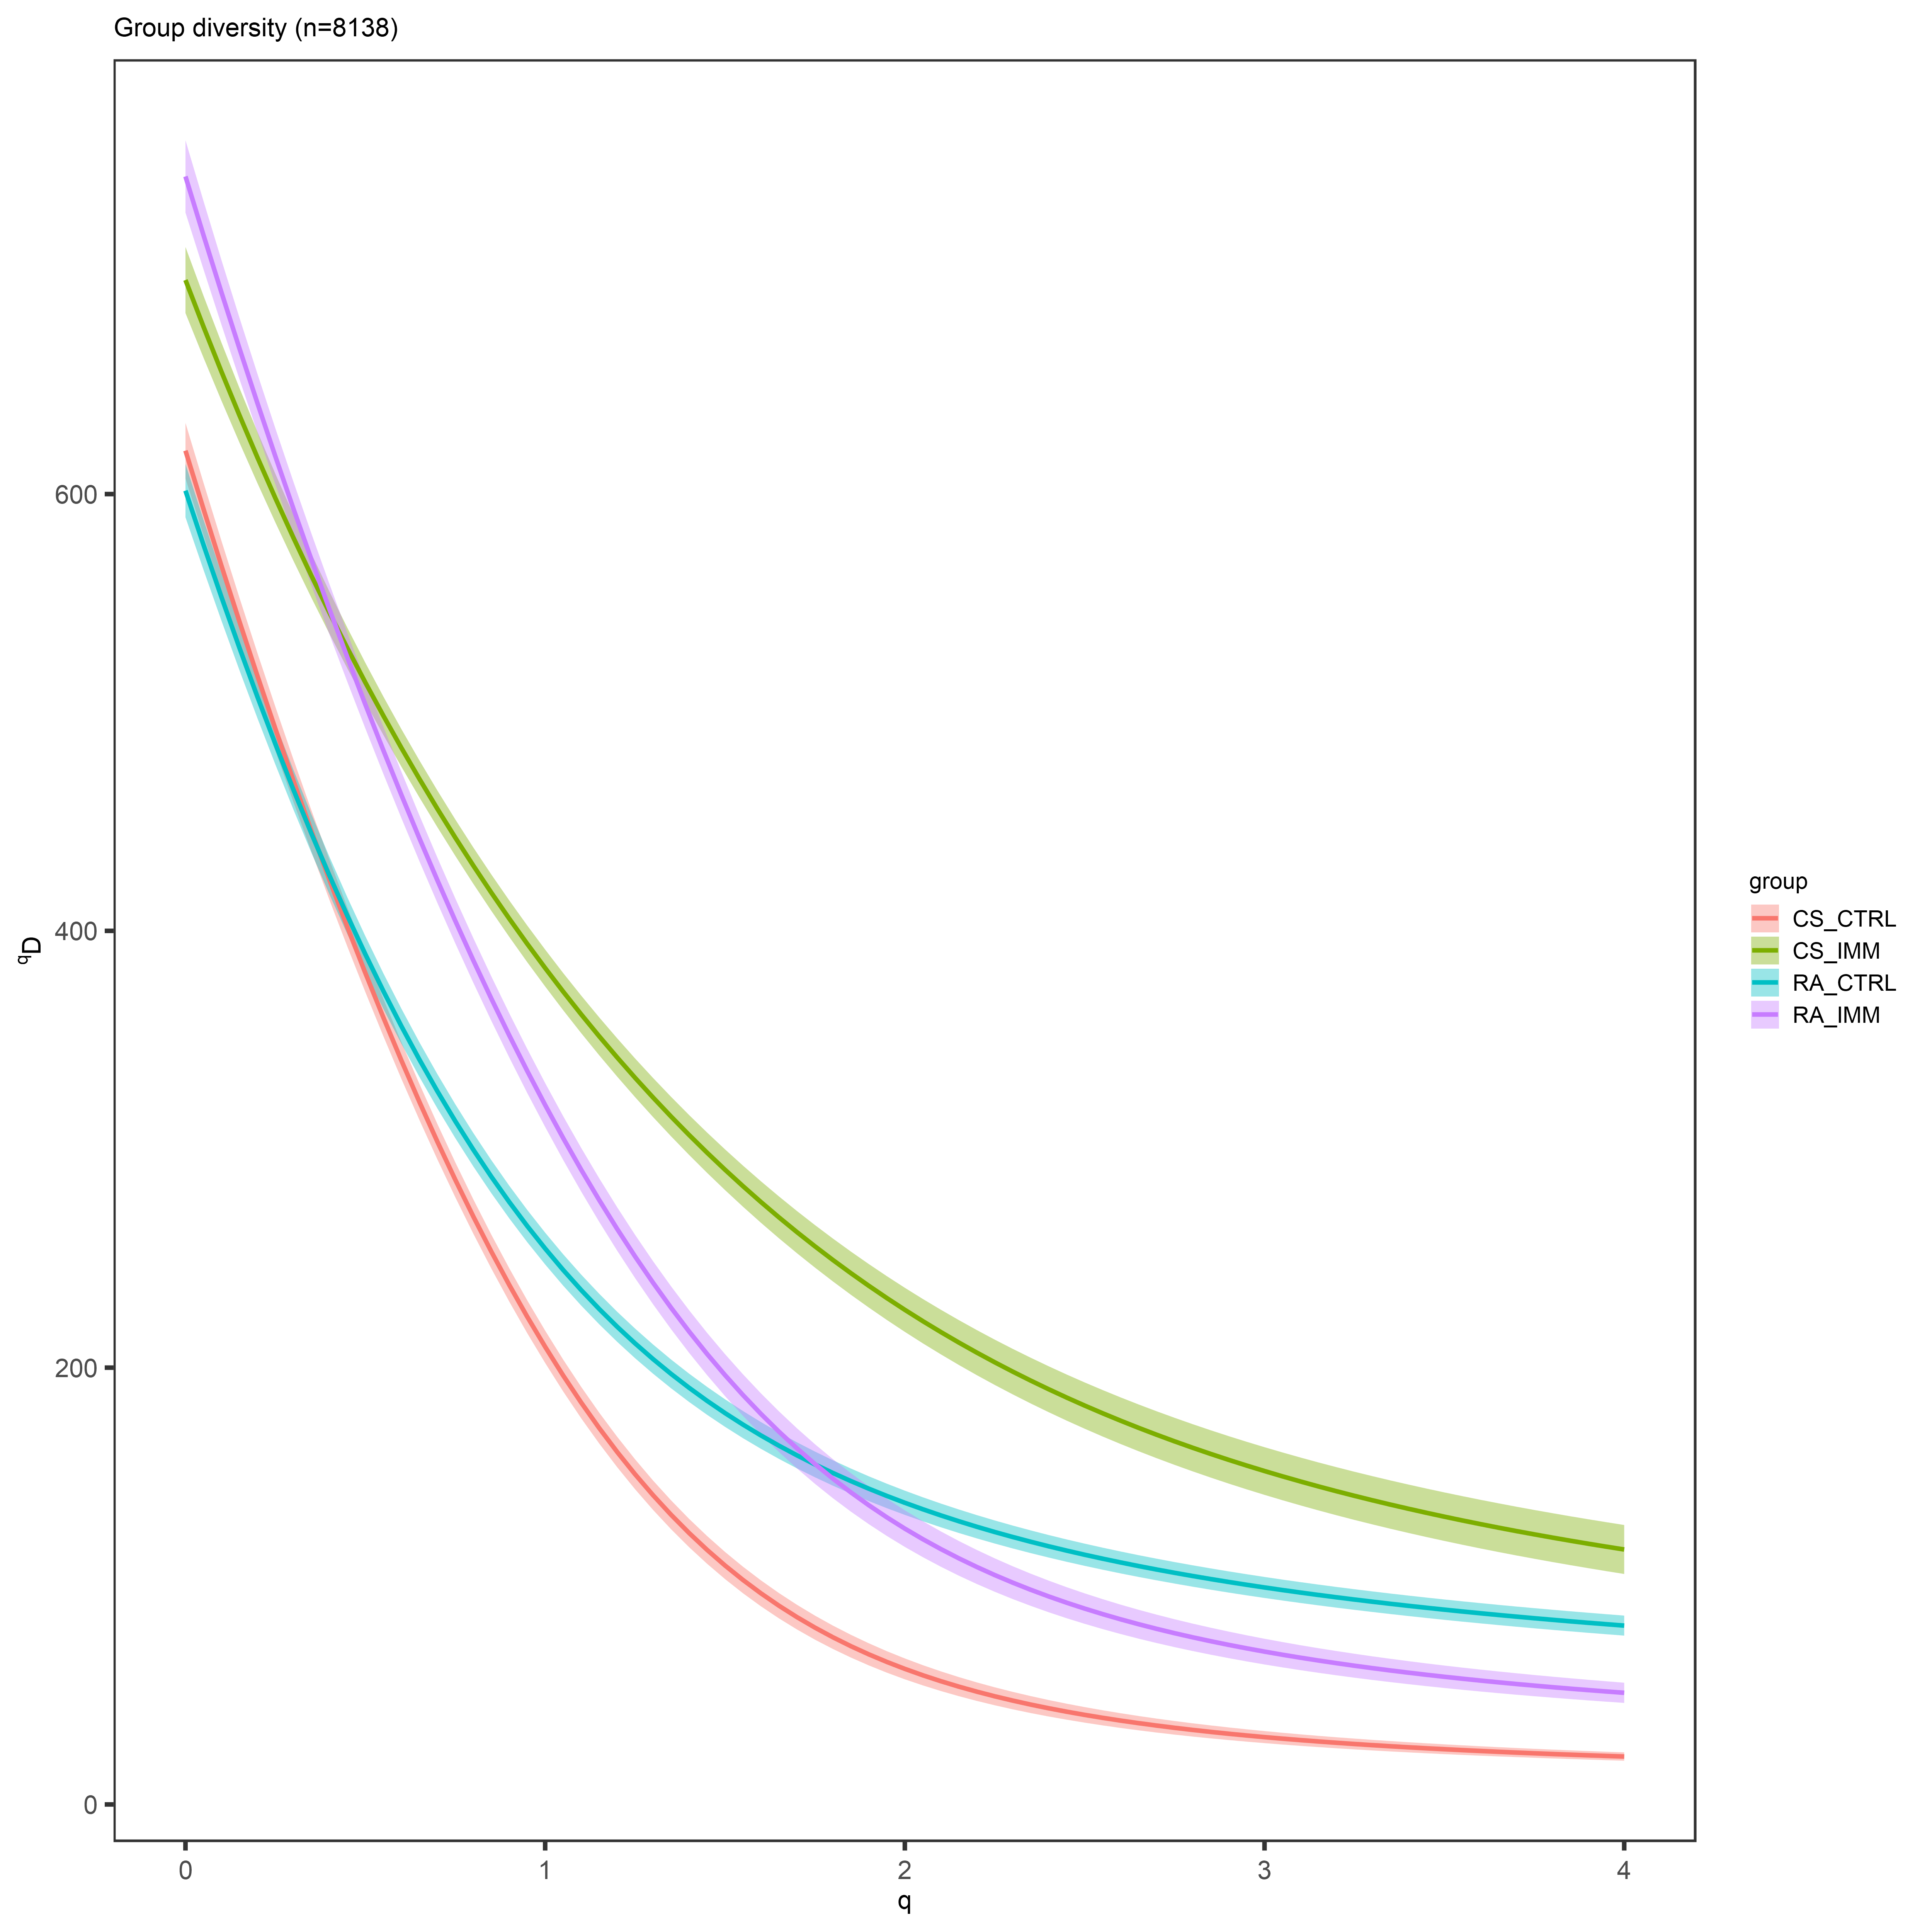 Group diversity (n=8138)
600
400
200
0
qD
0 1 2 3 4
q
group
CS_CTRL
CS_IMM
RA_CTRL
RA_IMM